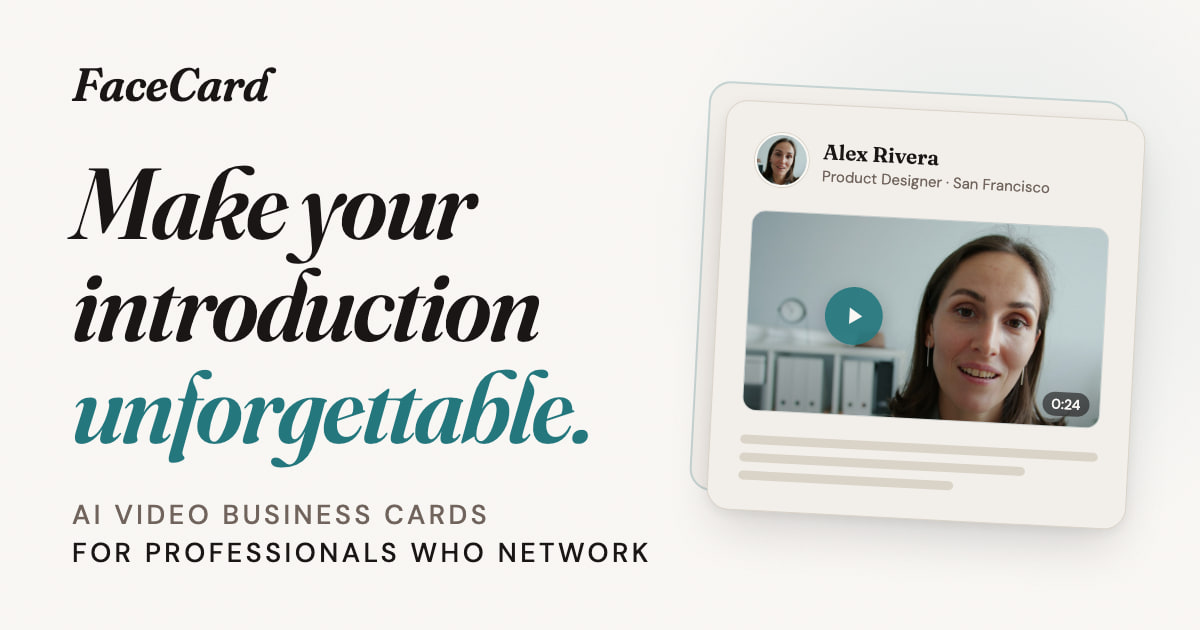 FaceCard
Make your
introduction
unforgettable.
AI VIDEO BUSINESS CARDS
FOR PROFESSIONALS WHO NETWORK
Alex Rivera
Product Designer · San Francisco
0:24